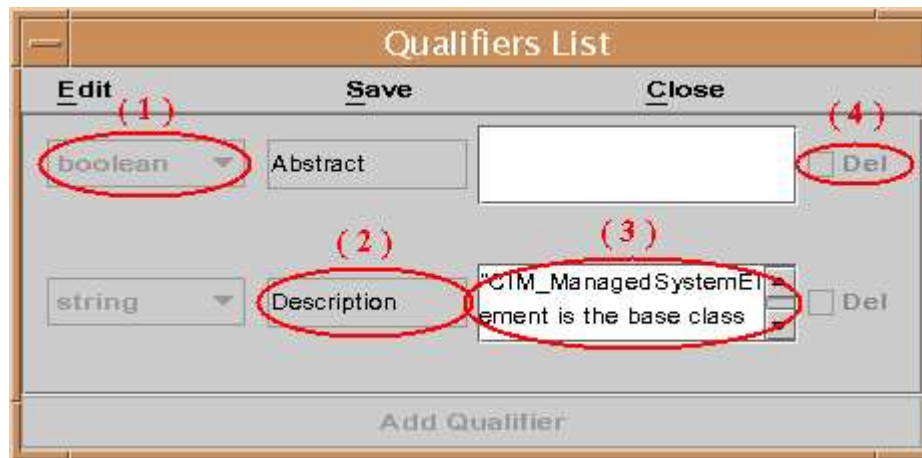 Qualifiers List
Edit Save Close
( 1 ) ( 4 )
boolean Abstract Del
( 2 ) ( 3 )
string Description "CIM_ManagedSystemEl Del
ement is the base class
Add Qualifier